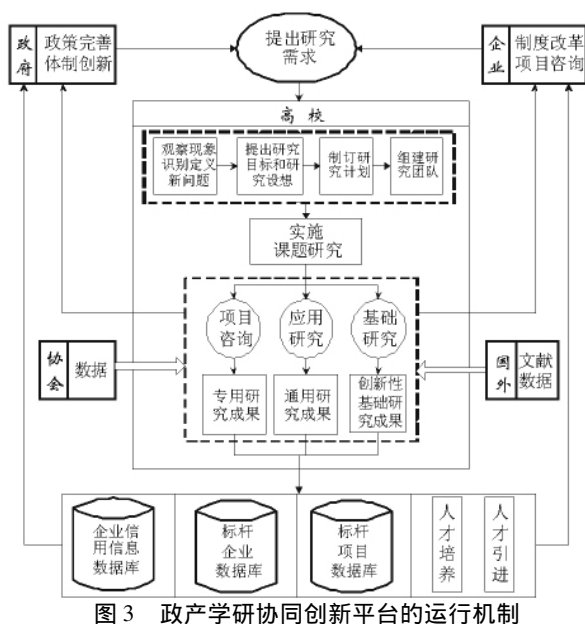 政府
政策完善
体制创新
提出研究
需求
企业
制度改革
项目咨询
高校
观察现象
识别定义
新问题
提出研究
目标和研
究设想
制订研
究计划
组建研
究团队
实施
课题研究
项目
咨询
应用
研究
基础
研究
协会
数据
国外
文献
数据
专用研
究成果
通用研
究成果
创新性
基础研
究成果
企业信
用信息
数据库
标杆
企业
数据库
标杆
项目
数据库
人才培养
人才引进
图3 政产学研协同创新平台的运行机制